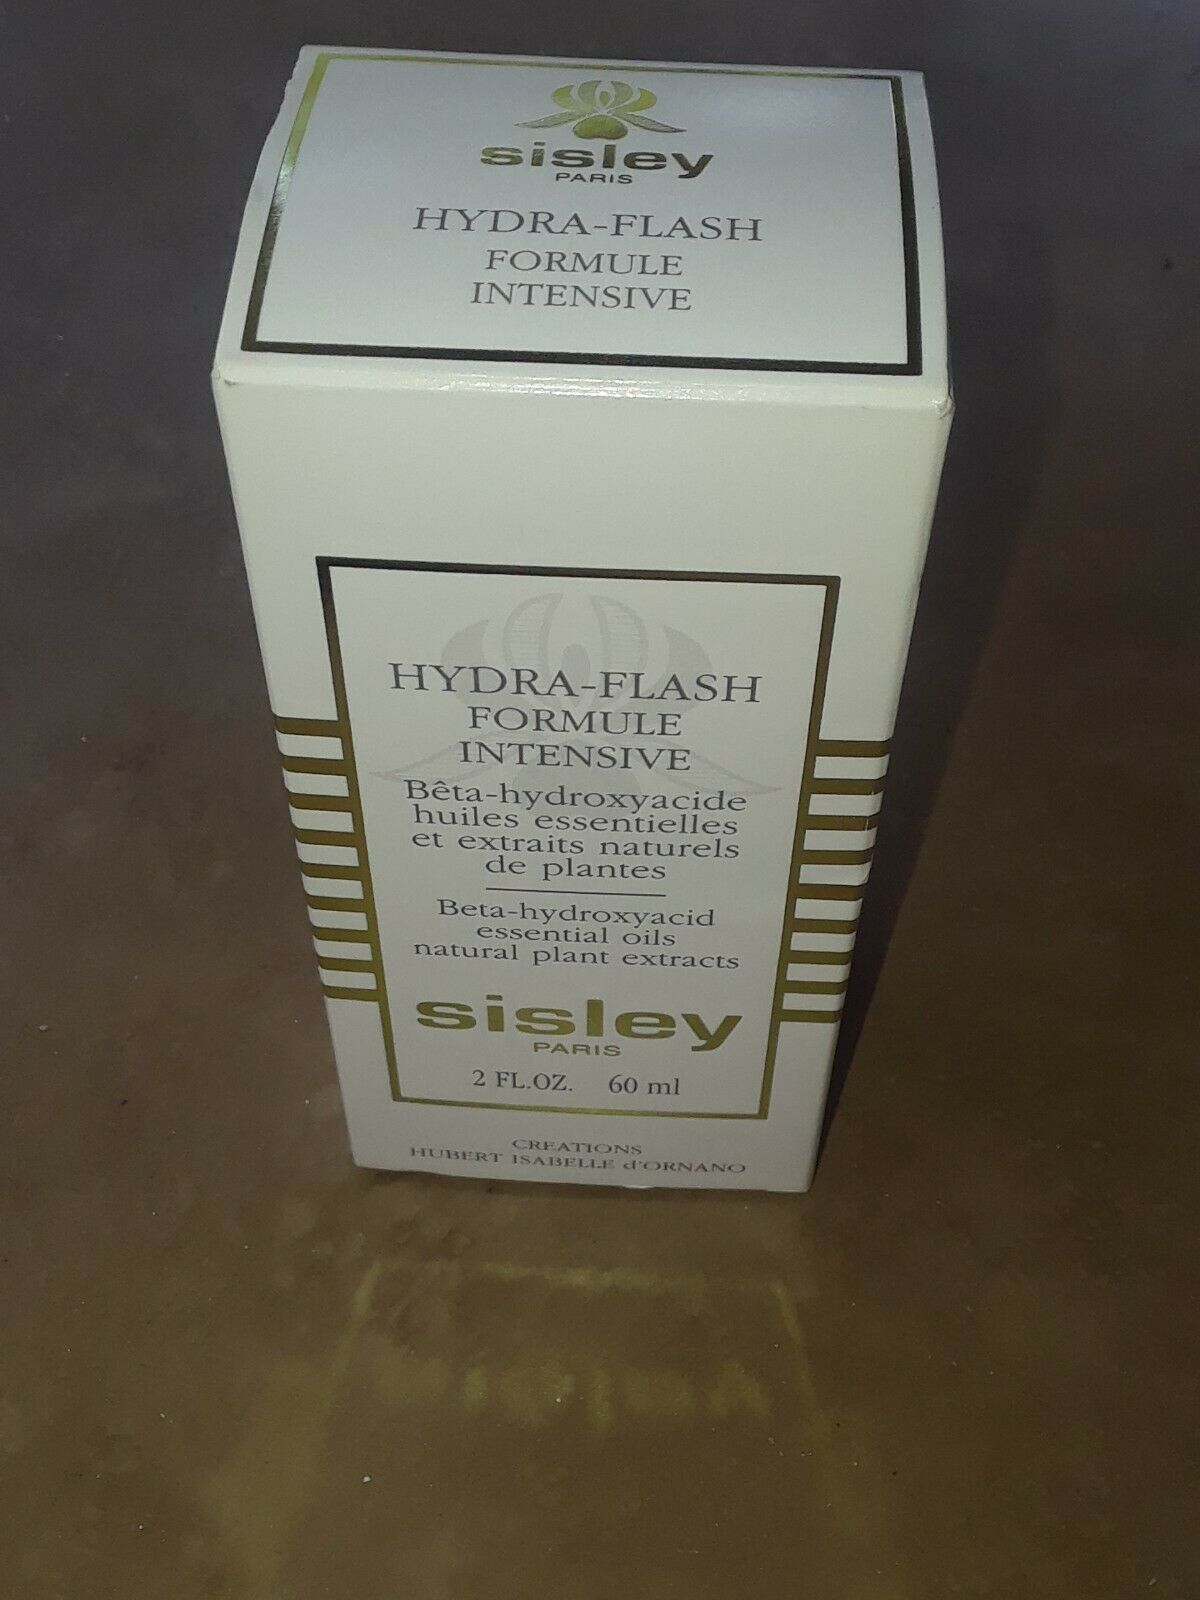 sisley
PARIS
HYDRA-FLASH
FORMULE
INTENSIVE
HYDRA-FLASH
FORMULE
INTENSIVE
Bêta-hydroxyacide
huiles essentielles
et extraits naturels
de plantes
Beta-hydroxyacid
essential oils
natural plant extracts
sisley
PARIS
2 FL.OZ. 60 ml
CREATIONS
HUBERT ISABELLE d'ORNANO